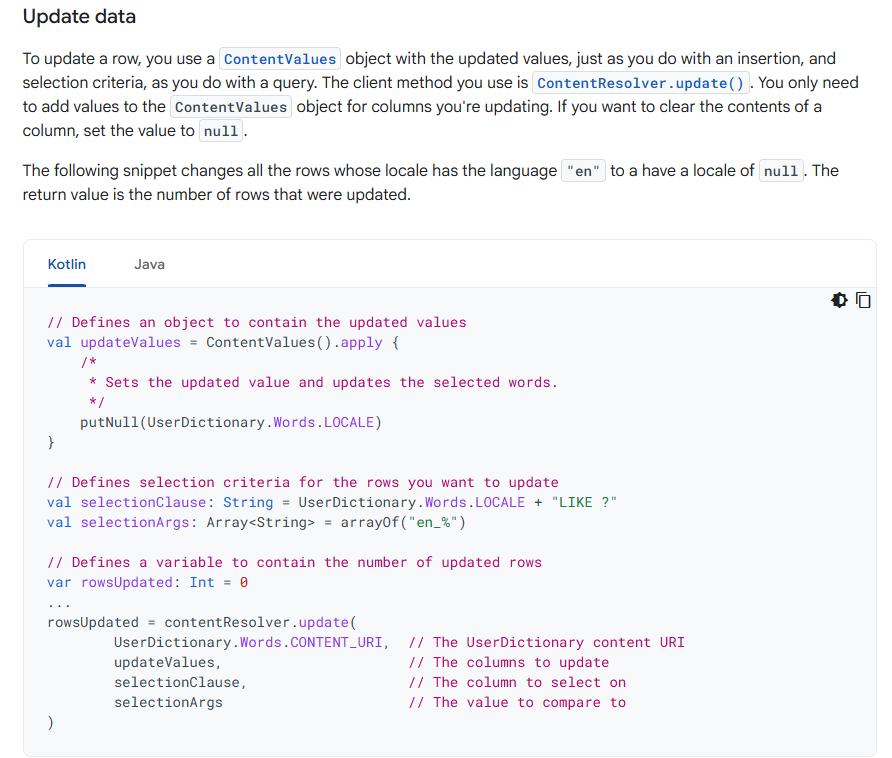 Update data
To update a row, you use a ContentValues object with the updated values, just as you do with an insertion, and
selection criteria, as you do with a query. The client method you use is ContentResolver.update(). You only need
to add values to the ContentValues object for columns you're updating. If you want to clear the contents of a
column, set the value to null.
The following snippet changes all the rows whose locale has the language "en" to a have a locale of null. The
return value is the number of rows that were updated.
Kotlin Java
// Defines an object to contain the updated values
val updateValues = ContentValues().apply {
    /*
     * Sets the updated value and updates the selected words.
     */
    putNull(UserDictionary.Words.LOCALE)
}
// Defines selection criteria for the rows you want to update
val selectionClause: String = UserDictionary.Words.LOCALE + "LIKE ?"
val selectionArgs: Array<String> = arrayOf("en_%")
// Defines a variable to contain the number of updated rows
var rowsUpdated: Int = 0
...
rowsUpdated = contentResolver.update(
        UserDictionary.Words.CONTENT_URI,  // The UserDictionary content URI
        updateValues,                      // The columns to update
        selectionClause,                   // The column to select on
        selectionArgs                      // The value to compare to
)